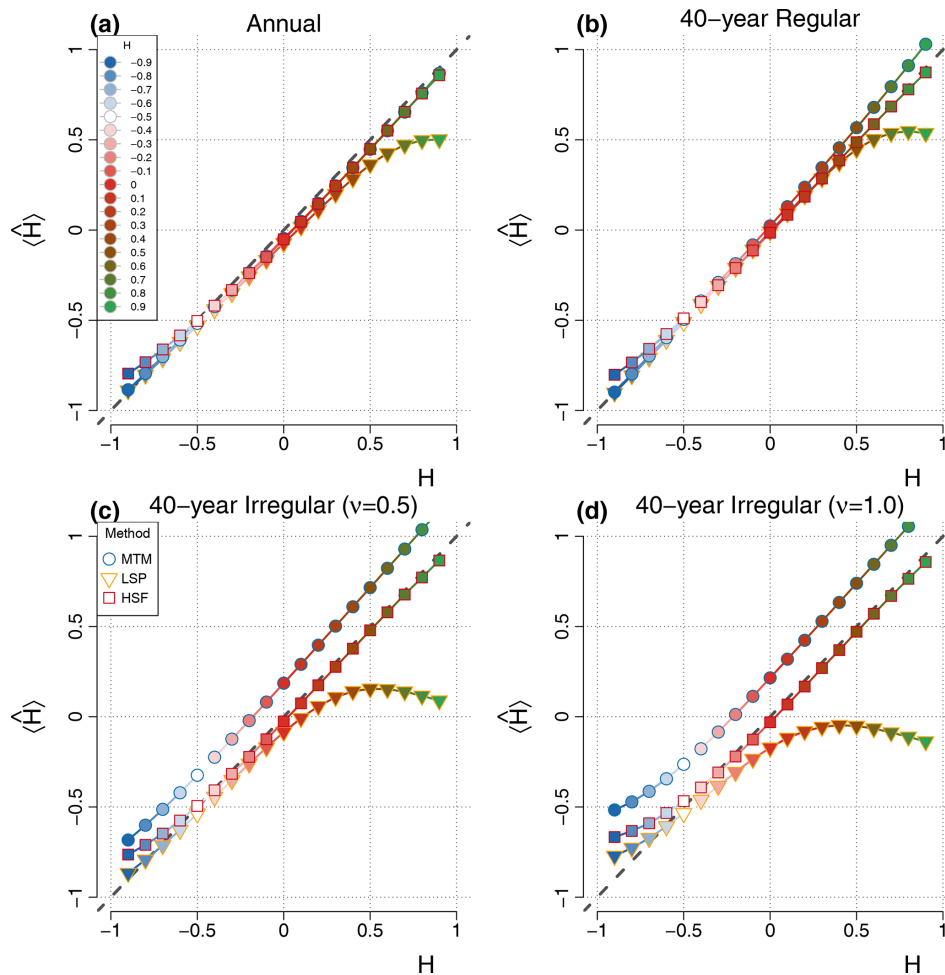 (a) Annual
H
−0.9
−0.8
−0.7
−0.6
−0.5
−0.4
−0.3
−0.2
−0.1
0
0.1
0.2
0.3
0.4
0.5
0.6
0.7
0.8
0.9
1
0.5
0
−0.5
−1
⟨Ĥ⟩
−1 −0.5 0 0.5 1
H
(b) 40−year Regular
1
0.5
0
−0.5
−1
⟨Ĥ⟩
−1 −0.5 0 0.5 1
H
(c) 40−year Irregular (ν=0.5)
Method
MTM
LSP
HSF
1
0.5
0
−0.5
−1
⟨Ĥ⟩
−1 −0.5 0 0.5 1
H
(d) 40−year Irregular (ν=1.0)
1
0.5
0
−0.5
−1
⟨Ĥ⟩
−1 −0.5 0 0.5 1
H